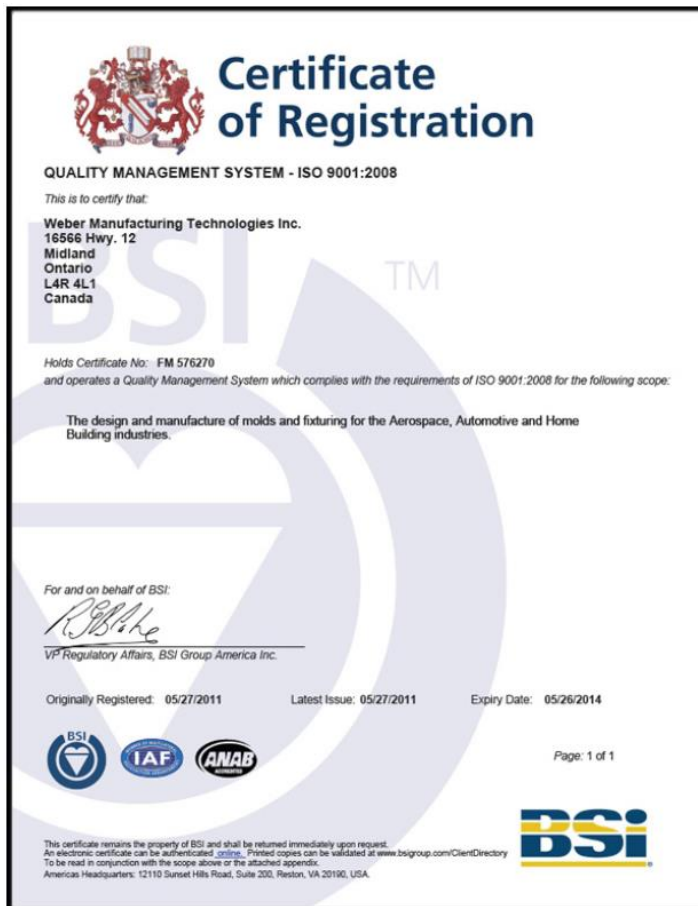 Certificate
of Registration
QUALITY MANAGEMENT SYSTEM - ISO 9001:2008
This is to certify that:
Weber Manufacturing Technologies Inc.
16566 Hwy. 12
Midland
Ontario
L4R 4L1
Canada
BSI
TM
Holds Certificate No: FM 576270
and operates a Quality Management System which complies with the requirements of ISO 9001:2008 for the following scope:
The design and manufacture of molds and fixturing for the Aerospace, Automotive and Home
Building industries.
For and on behalf of BSI:
VP Regulatory Affairs, BSI Group America Inc.
Originally Registered: 05/27/2011 Latest Issue: 05/27/2011 Expiry Date: 05/26/2014
BSI
IAF
ANAB
ACCREDITED
Page: 1 of 1
BSi
This certificate remains the property of BSI and shall be returned immediately upon request.
An electronic certificate can be authenticated online. Printed copies can be validated at www.bsigroup.com/ClientDirectory
To be read in conjunction with the scope above or the attached appendix.
Americas Headquarters: 12110 Sunset Hills Road, Suite 200, Reston, VA 20190, USA.